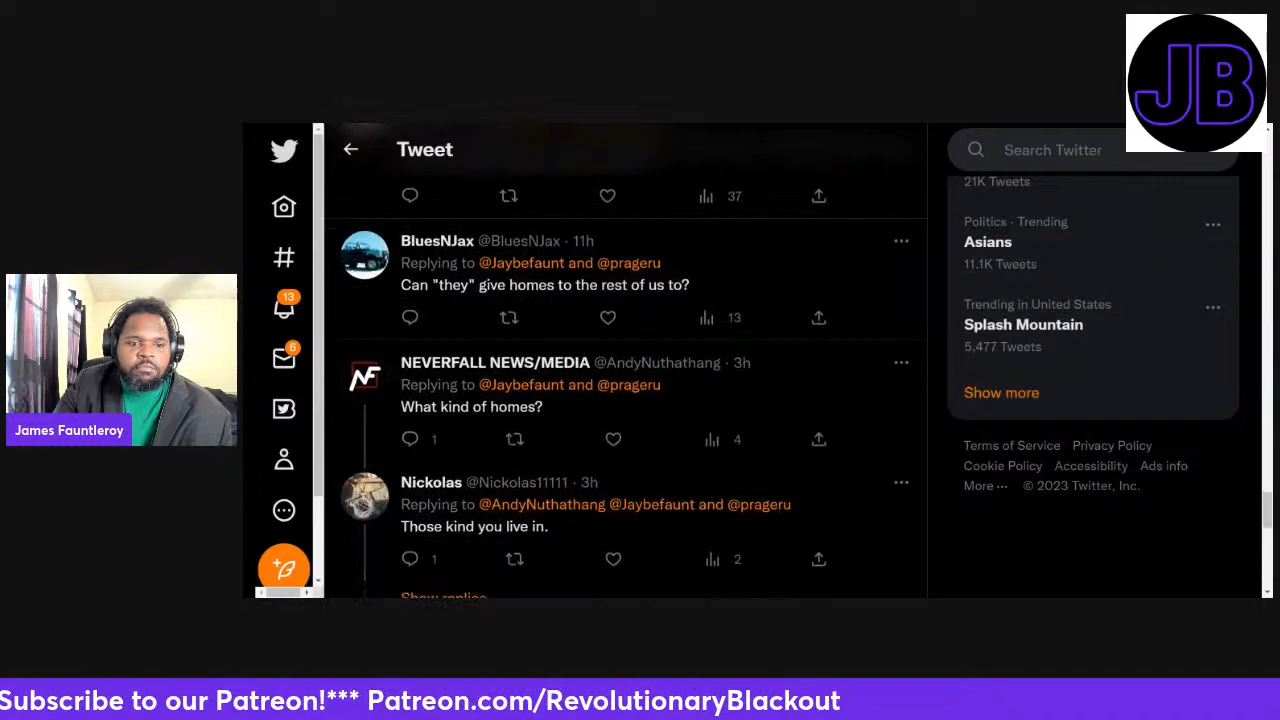 JB
Tweet
Search Twitter
37
21K Tweets
BluesNJax @BluesNJax · 11h
Replying to @Jaybefaunt and @prageru
Can "they" give homes to the rest of us to?
13
Politics · Trending
Asians
11.1K Tweets
Trending in United States
Splash Mountain
5,477 Tweets
Show more
13
6
NF
NEVERFALL NEWS/MEDIA @AndyNuthathang · 3h
Replying to @Jaybefaunt and @prageru
What kind of homes?
1
4
Nickolas @Nickolas11111 · 3h
Replying to @AndyNuthathang @Jaybefaunt and @prageru
Those kind you live in.
1
2
Show replies
Terms of Service Privacy Policy
Cookie Policy Accessibility Ads info
More ··· © 2023 Twitter, Inc.
James Fauntleroy
Subscribe to our Patreon!*** Patreon.com/RevolutionaryBlackout